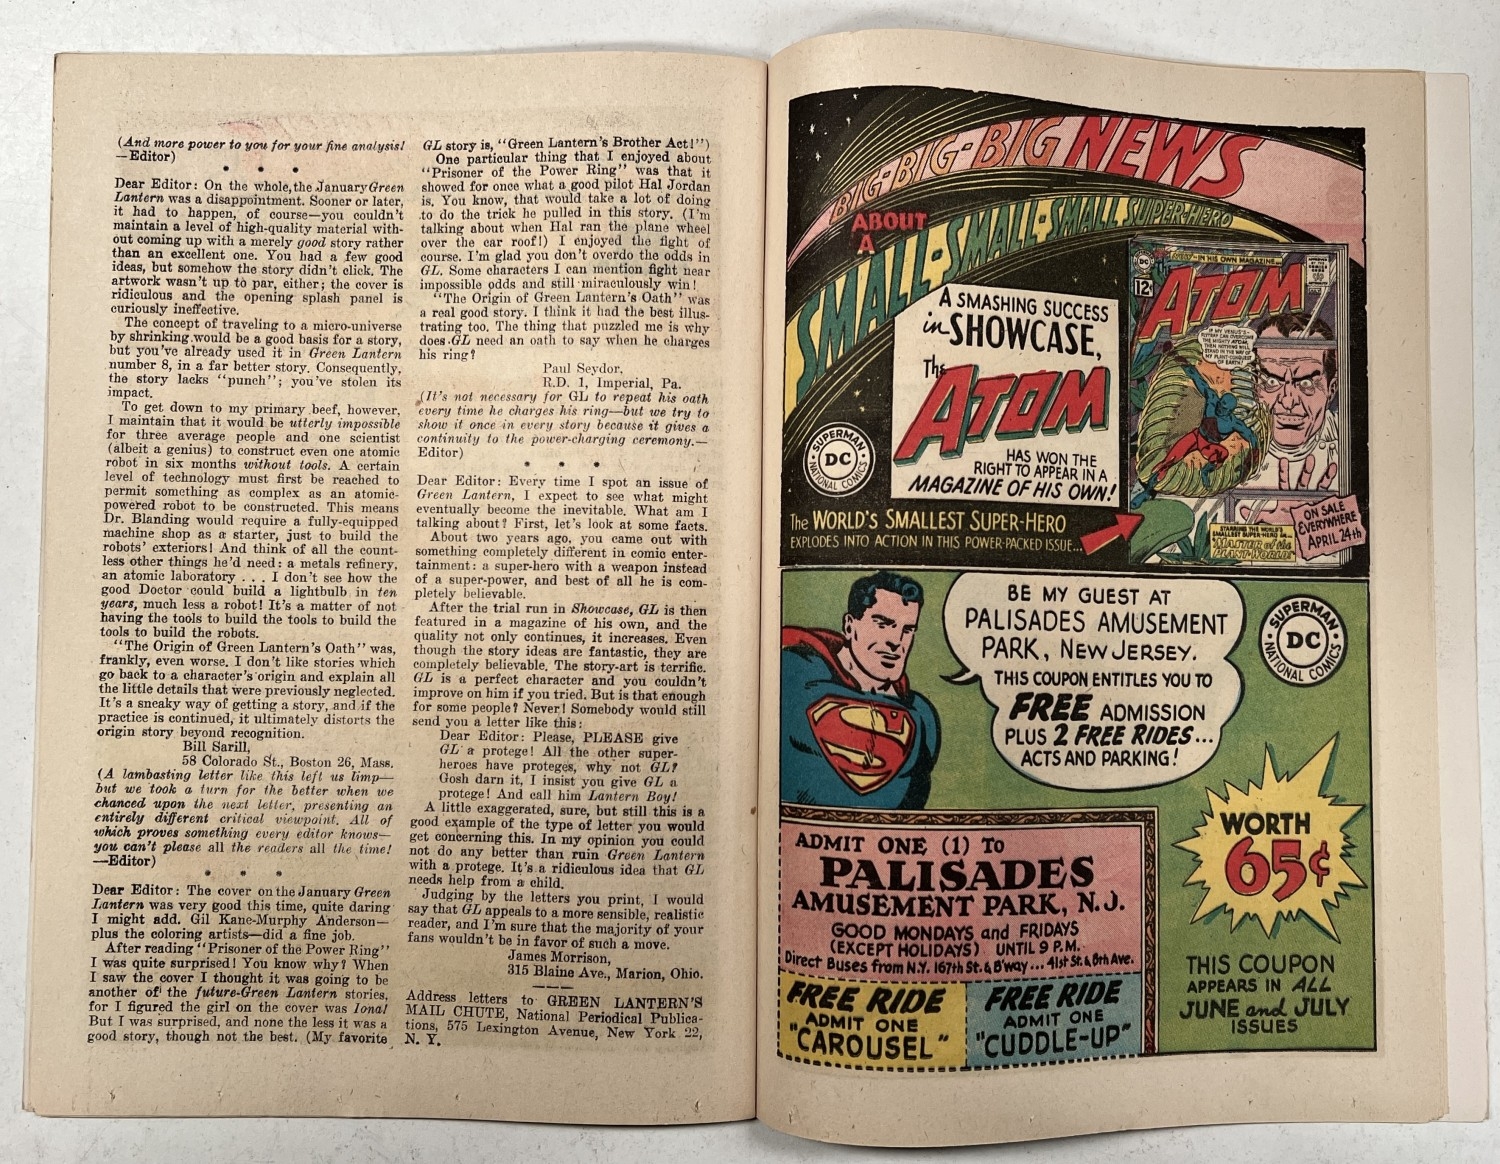 (And more power to you for your fine analysis!
—Editor)
* * *
Dear Editor: On the whole, the January Green
Lantern was a disappointment. Sooner or later,
it had to happen, of course—you couldn't
maintain a level of high-quality material with-
out coming up with a merely good story rather
than an excellent one. You had a few good
ideas, but somehow the story didn't click. The
artwork wasn't up to par, either; the cover is
ridiculous and the opening splash panel is
curiously ineffective.
The concept of traveling to a micro-universe
by shrinking would be a good basis for a story,
but you've already used it in Green Lantern
number 8, in a far better story. Consequently,
the story lacks "punch"; you've stolen its
impact.
To get down to my primary beef, however,
I maintain that it would be utterly impossible
for three average people and one scientist
(albeit a genius) to construct even one atomic
robot in six months without tools. A certain
level of technology must first be reached to
permit something as complex as an atomic-
powered robot to be constructed. This means
Dr. Blanding would require a fully-equipped
machine shop as a starter, just to build the
robots' exteriors! And think of all the count-
less other things he'd need: a metals refinery,
an atomic laboratory . . . I don't see how the
good Doctor could build a lightbulb in ten
years, much less a robot! It's a matter of not
having the tools to build the tools to build the
tools to build the robots.
"The Origin of Green Lantern's Oath" was,
frankly, even worse. I don't like stories which
go back to a character's origin and explain all
the little details that were previously neglected.
It's a sneaky way of getting a story, and if the
practice is continued, it ultimately distorts the
origin story beyond recognition.
Bill Sarill,
58 Colorado St., Boston 26, Mass.
(A lambasting letter like this left us limp—
but we took a turn for the better when we
chanced upon the next letter, presenting an
entirely different critical viewpoint. All of
which proves something every editor knows—
you can't please all the readers all the time!
—Editor)
* * *
Dear Editor: The cover on the January Green
Lantern was very good this time, quite daring
I might add. Gil Kane-Murphy Anderson—
plus the coloring artists—did a fine job.
After reading "Prisoner of the Power Ring"
I was quite surprised! You know why? When
I saw the cover I thought it was going to be
another of the future-Green Lantern stories,
for I figured the girl on the cover was Iona!
But I was surprised, and none the less it was a
good story, though not the best. (My favorite
GL story is, "Green Lantern's Brother Act!")
One particular thing that I enjoyed about
"Prisoner of the Power Ring" was that it
showed for once what a good pilot Hal Jordan
is. You know, that would take a lot of doing
to do the trick he pulled in this story. (I'm
talking about when Hal ran the plane wheel
over the car roof!) I enjoyed the fight of
course. I'm glad you don't overdo the odds in
GL. Some characters I can mention fight near
impossible odds and still miraculously win!
"The Origin of Green Lantern's Oath" was
a real good story. I think it had the best illus-
trating too. The thing that puzzled me is why
does GL need an oath to say when he charges
his ring?
Paul Seydor.
R.D. 1, Imperial, Pa.
(It's not necessary for GL to repeat his oath
every time he charges his ring—but we try to
show it once in every story because it gives a
continuity to the power-charging ceremony.—
Editor)
* * *
Dear Editor: Every time I spot an issue of
Green Lantern, I expect to see what might
eventually become the inevitable. What am I
talking about? First, let's look at some facts.
About two years ago, you came out with
something completely different in comic enter-
tainment: a super-hero with a weapon instead
of a super-power, and best of all he is com-
pletely believable.
After the trial run in Showcase, GL is then
featured in a magazine of his own, and the
quality not only continues, it increases. Even
though the story ideas are fantastic, they are
completely believable. The story-art is terrific.
GL is a perfect character and you couldn't
improve on him if you tried. But is that enough
for some people? Never! Somebody would still
send you a letter like this:
Dear Editor: Please, PLEASE give
GL a protege! All the other super-
heroes have proteges, why not GL?
Gosh darn it, I insist you give GL a
protege! And call him Lantern Boy!
A little exaggerated, sure, but still this is a
good example of the type of letter you would
get concerning this. In my opinion you could
not do any better than ruin Green Lantern
with a protege. It's a ridiculous idea that GL
needs help from a child.
Judging by the letters you print, I would
say that GL appeals to a more sensible, realistic
reader, and I'm sure that the majority of your
fans wouldn't be in favor of such a move.
James Morrison,
315 Blaine Ave., Marion, Ohio.
Address letters to GREEN LANTERN'S
MAIL CHUTE, National Periodical Publica-
tions, 575 Lexington Avenue, New York 22,
N. Y.
BIG-BIG-BIG NEWS
ABOUT
A
SMALL-SMALL-SMALL SUPER-HERO
A SMASHING SUCCESS
in SHOWCASE,
The
ATOM
HAS WON THE
RIGHT TO APPEAR IN A
MAGAZINE OF HIS OWN!
SUPERMAN
DC
NATIONAL COMICS
The WORLD'S SMALLEST SUPER-HERO
EXPLODES INTO ACTION IN THIS POWER-PACKED ISSUE...
NOW—IN HIS OWN MAGAZINE
DC
12¢
The
ATOM
STARRING THE WORLD'S
SMALLEST SUPER-HERO IN...
"MASTER of the
PLANT WORLD!"
ON SALE
EVERYWHERE
APRIL 24th
BE MY GUEST AT
PALISADES AMUSEMENT
PARK, NEW JERSEY.
THIS COUPON ENTITLES YOU TO
FREE ADMISSION
PLUS 2 FREE RIDES...
ACTS AND PARKING!
SUPERMAN
DC
NATIONAL COMICS
S
WORTH
65¢
ADMIT ONE (1) TO
PALISADES
AMUSEMENT PARK, N.J.
GOOD MONDAYS and FRIDAYS
(EXCEPT HOLIDAYS) UNTIL 9 P.M.
Direct Buses from N.Y. 167th St. & B'way... 41st St. & 8th Ave.
FREE RIDE
ADMIT ONE
"CAROUSEL"
FREE RIDE
ADMIT ONE
"CUDDLE-UP"
THIS COUPON
APPEARS IN ALL
JUNE and JULY
ISSUES